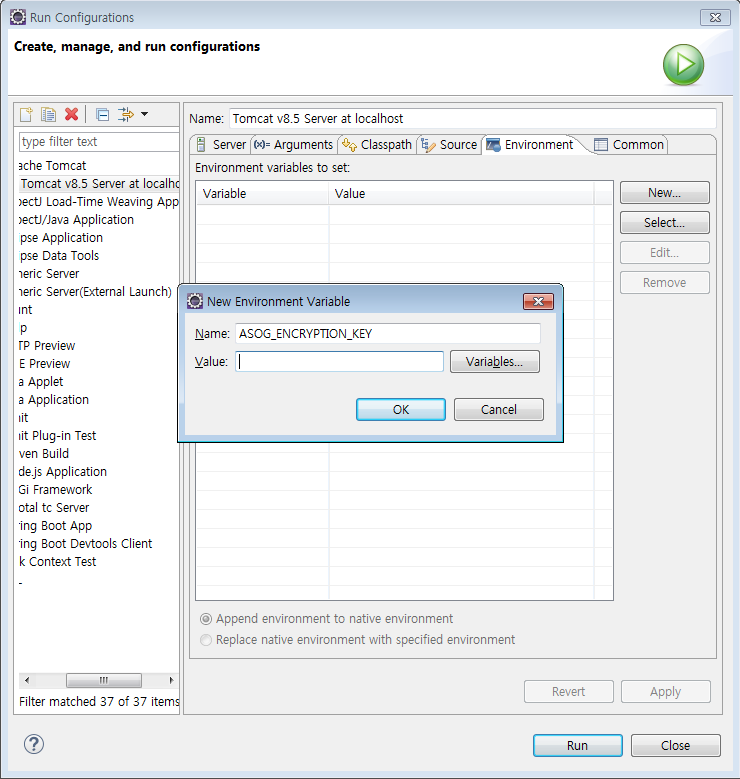 Run Configurations
Create, manage, and run configurations
type filter text
ache Tomcat
Tomcat v8.5 Server at localho
pectJ Load-Time Weaving App
pectJ/Java Application
ipse Application
ipse Data Tools
neric Server
neric Server(External Launch)
int
p
TP Preview
E Preview
a Applet
a Application
nit
nit Plug-in Test
ven Build
de.js Application
Gi Framework
otal tc Server
ring Boot App
ring Boot Devtools Client
k Context Test
Filter matched 37 of 37 items
Name: Tomcat v8.5 Server at localhost
Server (x)= Arguments Classpath Source Environment Common
Environment variables to set:
Variable Value
New...
Select...
Edit...
Remove
New Environment Variable
Name: ASOG_ENCRYPTION_KEY
Value: Variables...
OK Cancel
Append environment to native environment
Replace native environment with specified environment
Revert Apply
? Run Close